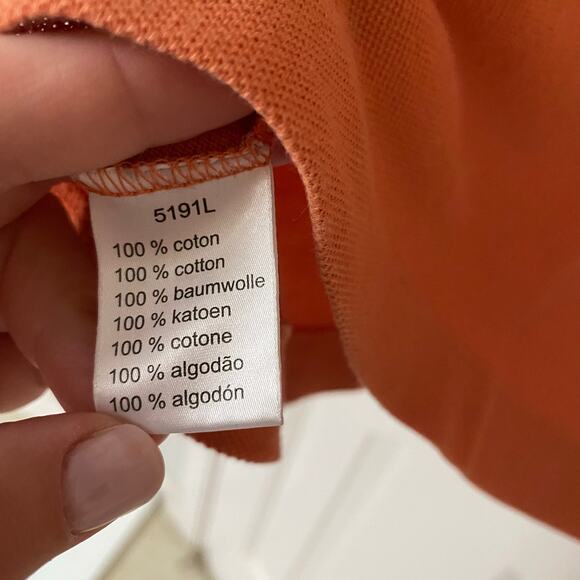 5191L
100 % coton
100 % cotton
100 % baumwolle
100 % katoen
100 % cotone
100 % algodão
100 % algodón